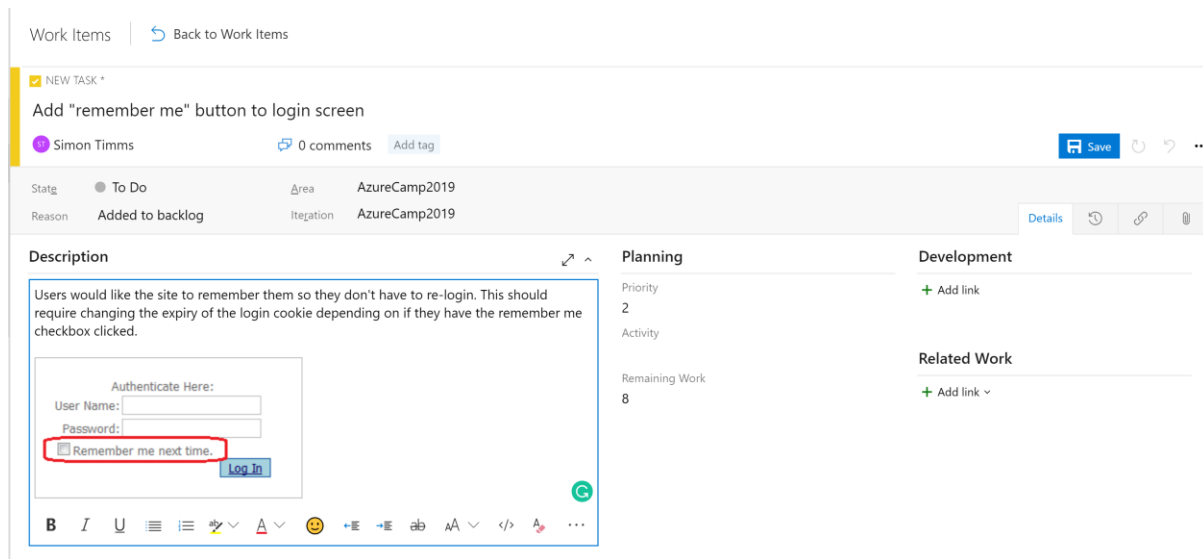 Work Items Back to Work Items
NEW TASK *
Add "remember me" button to login screen
ST Simon Timms 0 comments Add tag Save
State To Do Area AzureCamp2019
Reason Added to backlog Iteration AzureCamp2019
Details
Description Planning Development
Users would like the site to remember them so they don't have to re-login. This should
require changing the expiry of the login cookie depending on if they have the remember me
checkbox clicked.
Authenticate Here:
User Name:
Password:
Remember me next time.
Log In
B I U ab A ab AA </> A
Priority
2
Activity
Remaining Work
8
+ Add link
Related Work
+ Add link